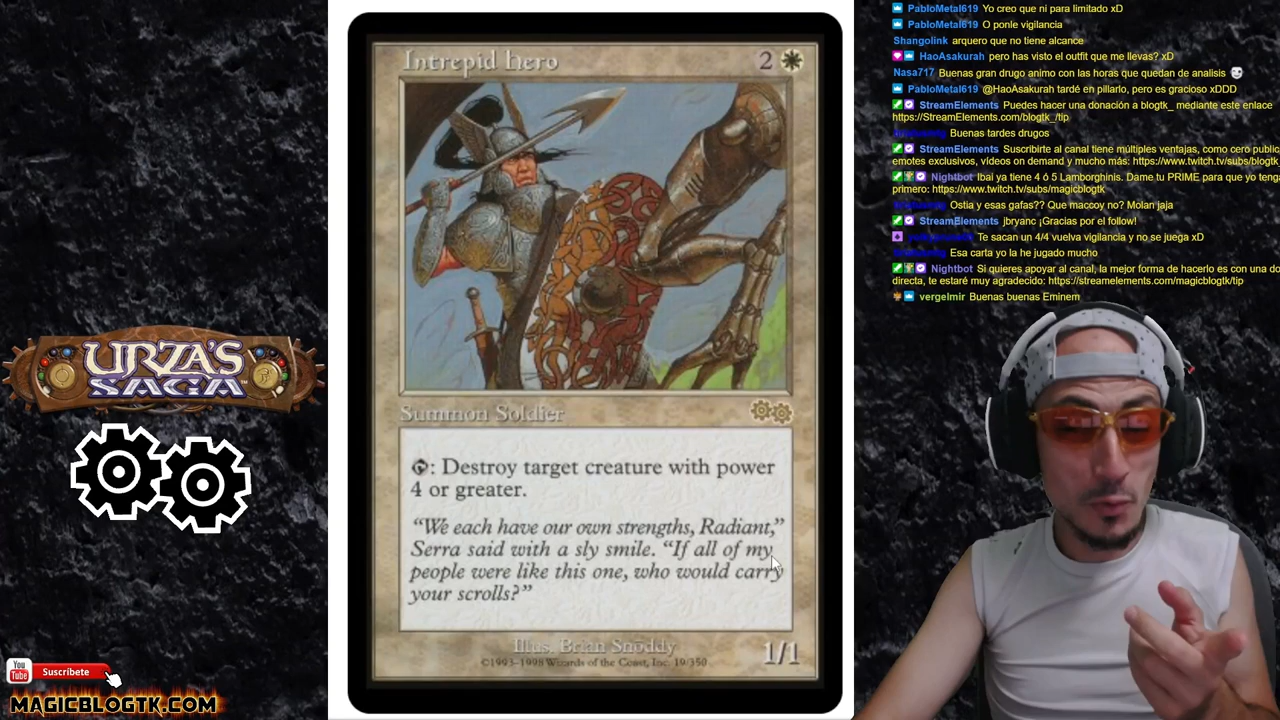 Intrepid Hero
2
Summon Soldier
: Destroy target creature with power
4 or greater.
“We each have our own strengths, Radiant,”
Serra said with a sly smile. “If all of my
people were like this one, who would carry
your scrolls?”
Illus. Brian Snoddy
©1993–1998 Wizards of the Coast, Inc. 19/350
1/1
URZA'S
SAGA
TM
You
Tube
Suscríbete
MAGICBLOGTK.COM
PabloMetal619 Yo creo que ni para limitado xD
PabloMetal619 O ponle vigilancia
Shangolink arquero que no tiene alcance
HaoAsakurah pero has visto el outfit que me llevas? xD
Nasa717 Buenas gran drugo animo con las horas que quedan de analisis
PabloMetal619 @HaoAsakurah tardé en pillarlo, pero es gracioso xDDD
StreamElements Puedes hacer una donación a blogtk_ mediante este enlace
https://StreamElements.com/blogtk_/tip
Buenas tardes drugos
StreamElements Suscribirte al canal tiene múltiples ventajas, como cero public
emotes exclusivos, vídeos on demand y mucho más: https://www.twitch.tv/subs/blogtk
Nightbot Ibai ya tiene 4 ó 5 Lamborghinis. Dame tu PRIME para que yo teng
primero: https://www.twitch.tv/subs/magicblogtk
Ostia y esas gafas?? Que maccoy no? Molan jaja
StreamElements jbryanc ¡Gracias por el follow!
Te sacan un 4/4 vuelva vigilancia y no se juega xD
Esa carta yo la he jugado mucho
Nightbot Si quieres apoyar al canal, la mejor forma de hacerlo es con una do
directa, te estaré muy agradecido: https://streamelements.com/magicblogtk/tip
vergelmir Buenas buenas Eminem